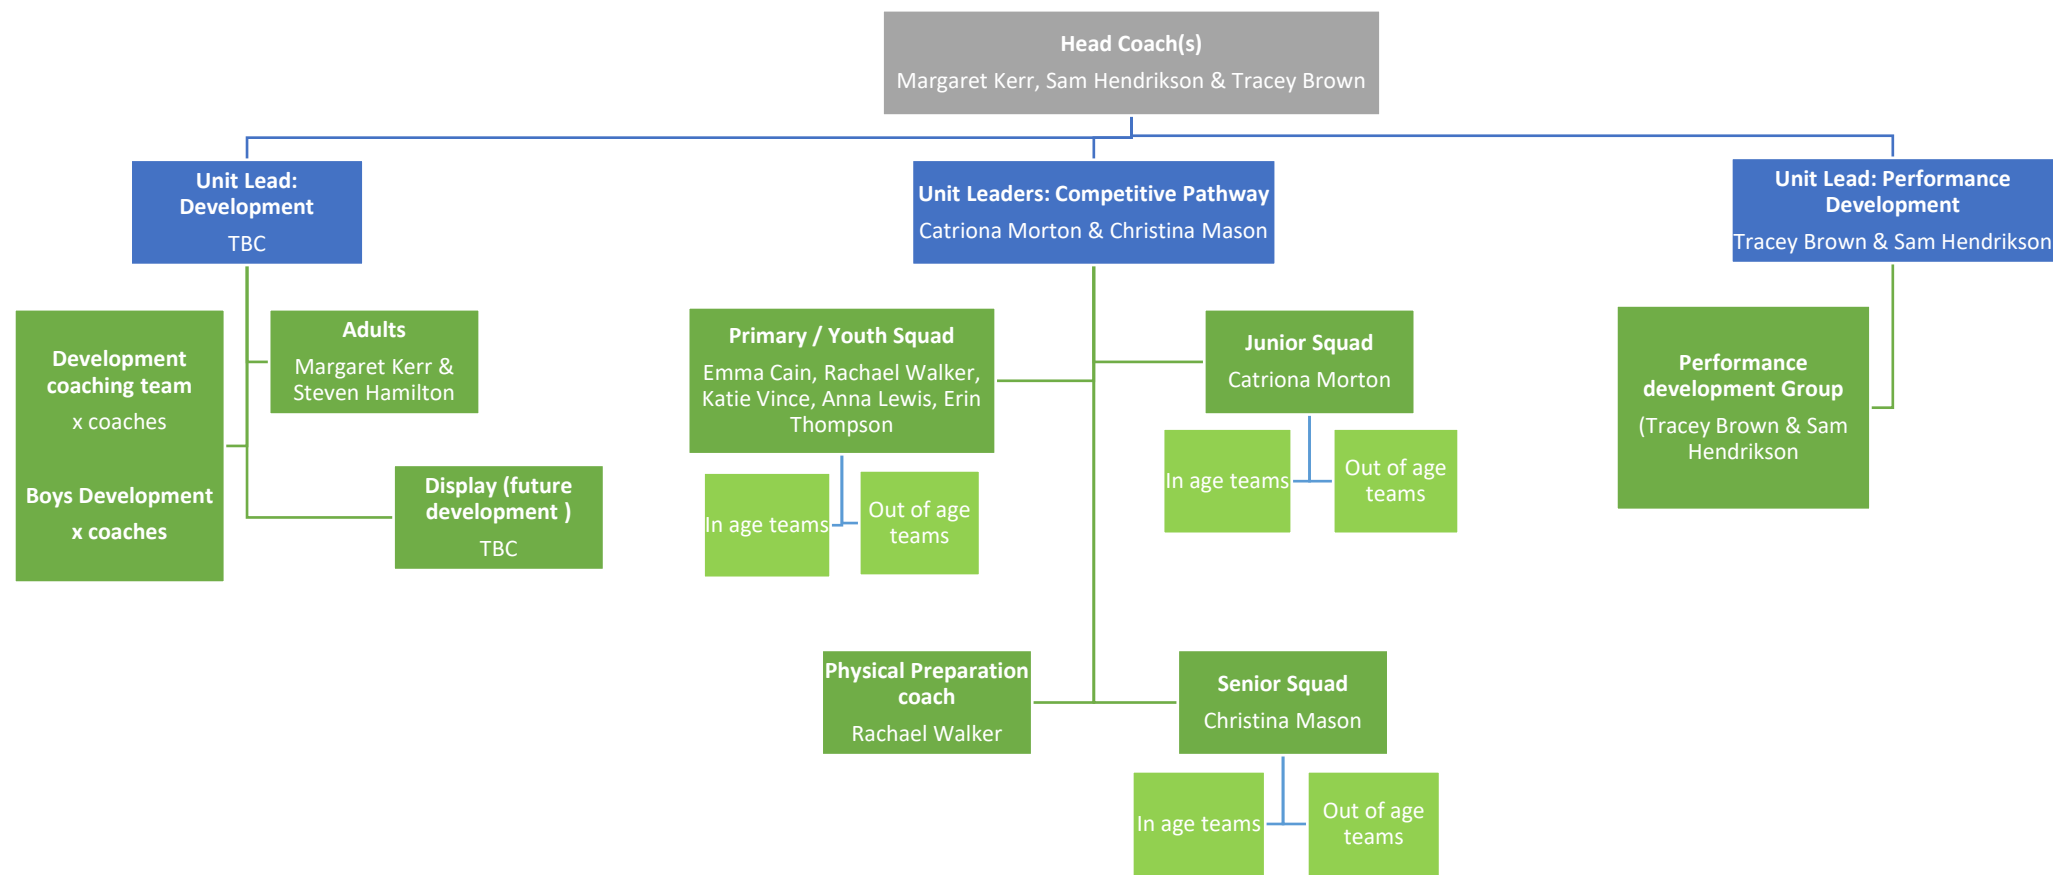 Head Coach(s)
Margaret Kerr, Sam Hendrikson & Tracey Brown
Unit Lead:
Development
TBC
Unit Leaders: Competitive Pathway
Catriona Morton & Christina Mason
Unit Lead: Performance
Development
Tracey Brown & Sam Hendrikson
Development
coaching team
x coaches
Boys Development
x coaches
Adults
Margaret Kerr &
Steven Hamilton
Display (future
development )
TBC
Primary / Youth Squad
Emma Cain, Rachael Walker,
Katie Vince, Anna Lewis, Erin
Thompson
In age teams
Out of age
teams
Junior Squad
Catriona Morton
In age teams
Out of age
teams
Physical Preparation
coach
Rachael Walker
Senior Squad
Christina Mason
In age teams
Out of age
teams
Performance
development Group
(Tracey Brown & Sam
Hendrikson